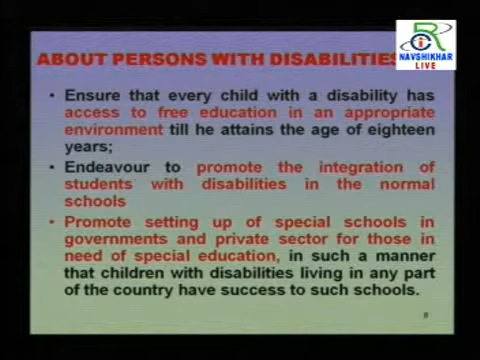 NAVSHIKHAR
LIVE
ABOUT PERSONS WITH DISABILITIES
Ensure that every child with a disability has
access to free education in an appropriate
environment till he attains the age of eighteen
years;
Endeavour to promote the integration of
students with disabilities in the normal
schools
Promote setting up of special schools in
governments and private sector for those in
need of special education, in such a manner
that children with disabilities living in any part
of the country have success to such schools.